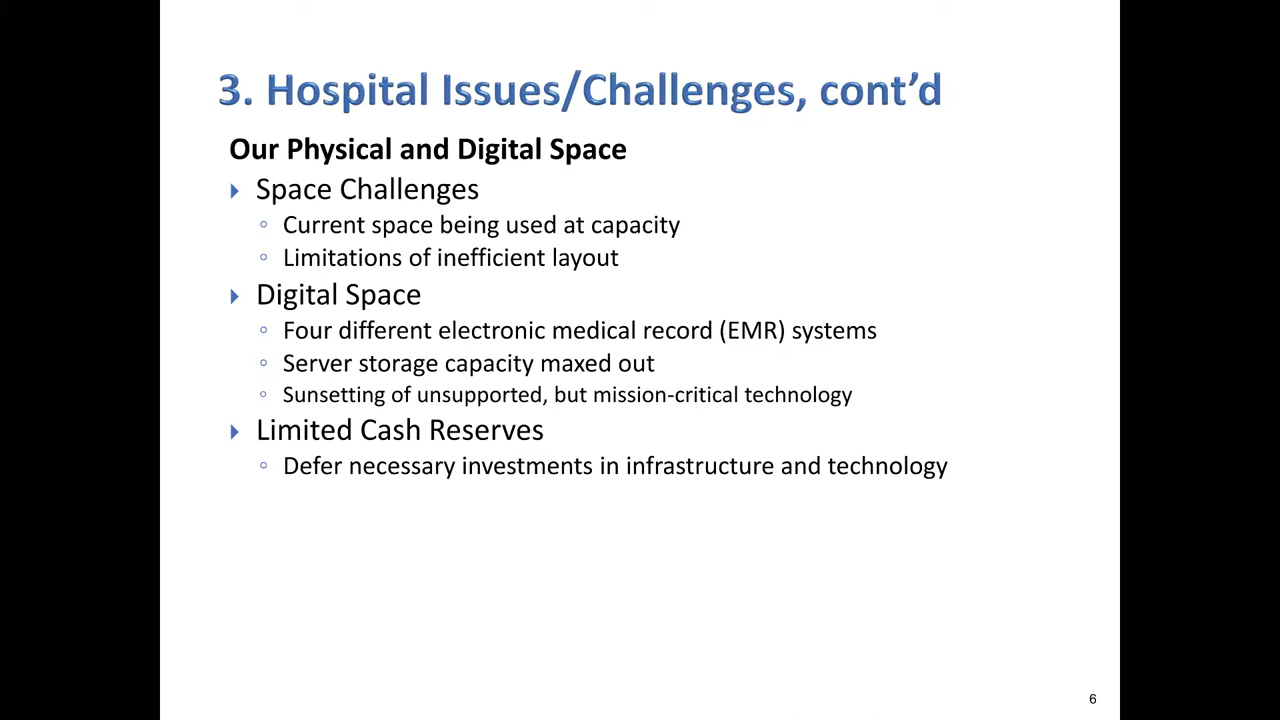 3. Hospital Issues/Challenges, cont’d
Our Physical and Digital Space
Space Challenges
Current space being used at capacity
Limitations of inefficient layout
Digital Space
Four different electronic medical record (EMR) systems
Server storage capacity maxed out
Sunsetting of unsupported, but mission-critical technology
Limited Cash Reserves
Defer necessary investments in infrastructure and technology
6